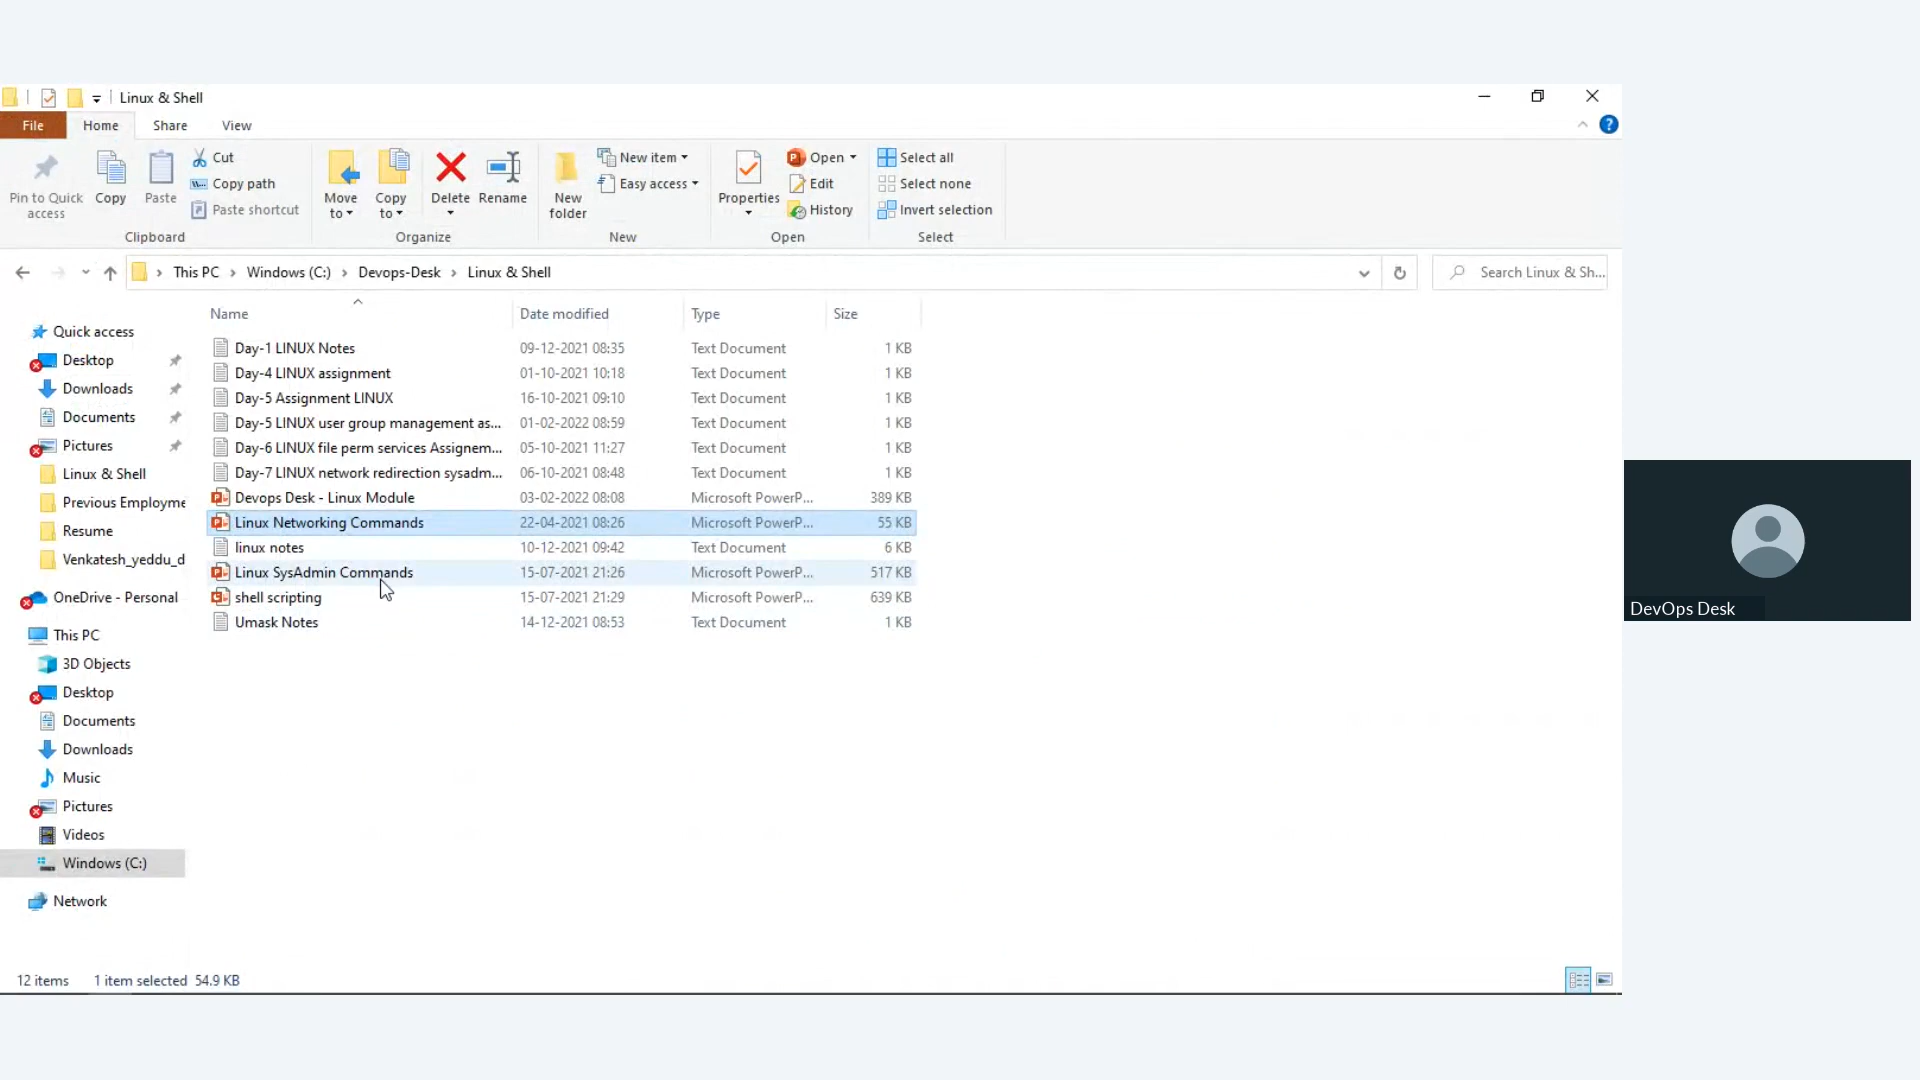 Linux & Shell
File Home Share View
Pin to Quick access
Copy
Paste
Cut
Copy path
Paste shortcut
Clipboard
Move to
Copy to
Delete
Rename
Organize
New folder
New item
Easy access
New
Properties
Open
Edit
History
Open
Select all
Select none
Invert selection
Select
This PC > Windows (C:) > Devops-Desk > Linux & Shell
Search Linux & Sh...
Name Date modified Type Size
Day-1 LINUX Notes 09-12-2021 08:35 Text Document 1 KB
Day-4 LINUX assignment 01-10-2021 10:18 Text Document 1 KB
Day-5 Assignment LINUX 16-10-2021 09:10 Text Document 1 KB
Day-5 LINUX user group management as... 01-02-2022 08:59 Text Document 1 KB
Day-6 LINUX file perm services Assignem... 05-10-2021 11:27 Text Document 1 KB
Day-7 LINUX network redirection sysadm... 06-10-2021 08:48 Text Document 1 KB
Devops Desk - Linux Module 03-02-2022 08:08 Microsoft PowerP... 389 KB
Linux Networking Commands 22-04-2021 08:26 Microsoft PowerP... 55 KB
linux notes 10-12-2021 09:42 Text Document 6 KB
Linux SysAdmin Commands 15-07-2021 21:26 Microsoft PowerP... 517 KB
shell scripting 15-07-2021 21:29 Microsoft PowerP... 639 KB
Umask Notes 14-12-2021 08:53 Text Document 1 KB
Quick access
Desktop
Downloads
Documents
Pictures
Linux & Shell
Previous Employme
Resume
Venkatesh_yeddu_d
OneDrive - Personal
This PC
3D Objects
Desktop
Documents
Downloads
Music
Pictures
Videos
Windows (C:)
Network
12 items 1 item selected 54.9 KB
DevOps Desk